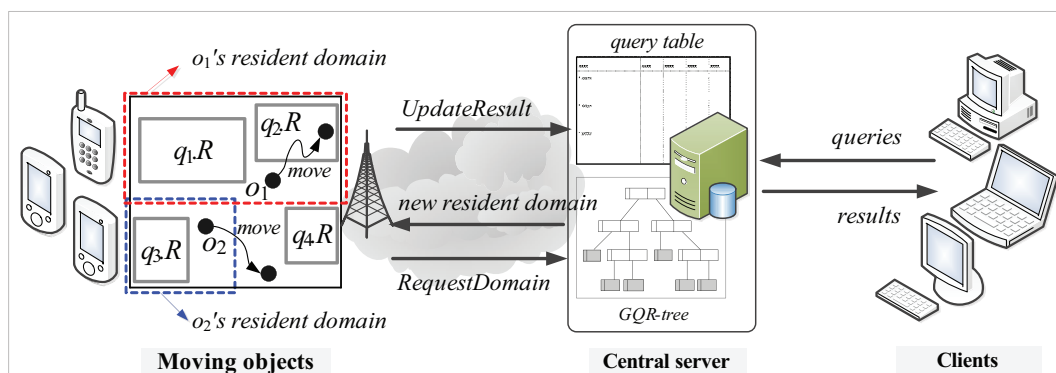 o1's resident domain
query table
q1.R
q2.R
move
o1
UpdateResult
queries
new resident domain
results
q3.R
o2
move
q4.R
RequestDomain
GQR-tree
o2's resident domain
Moving objects
Central server
Clients